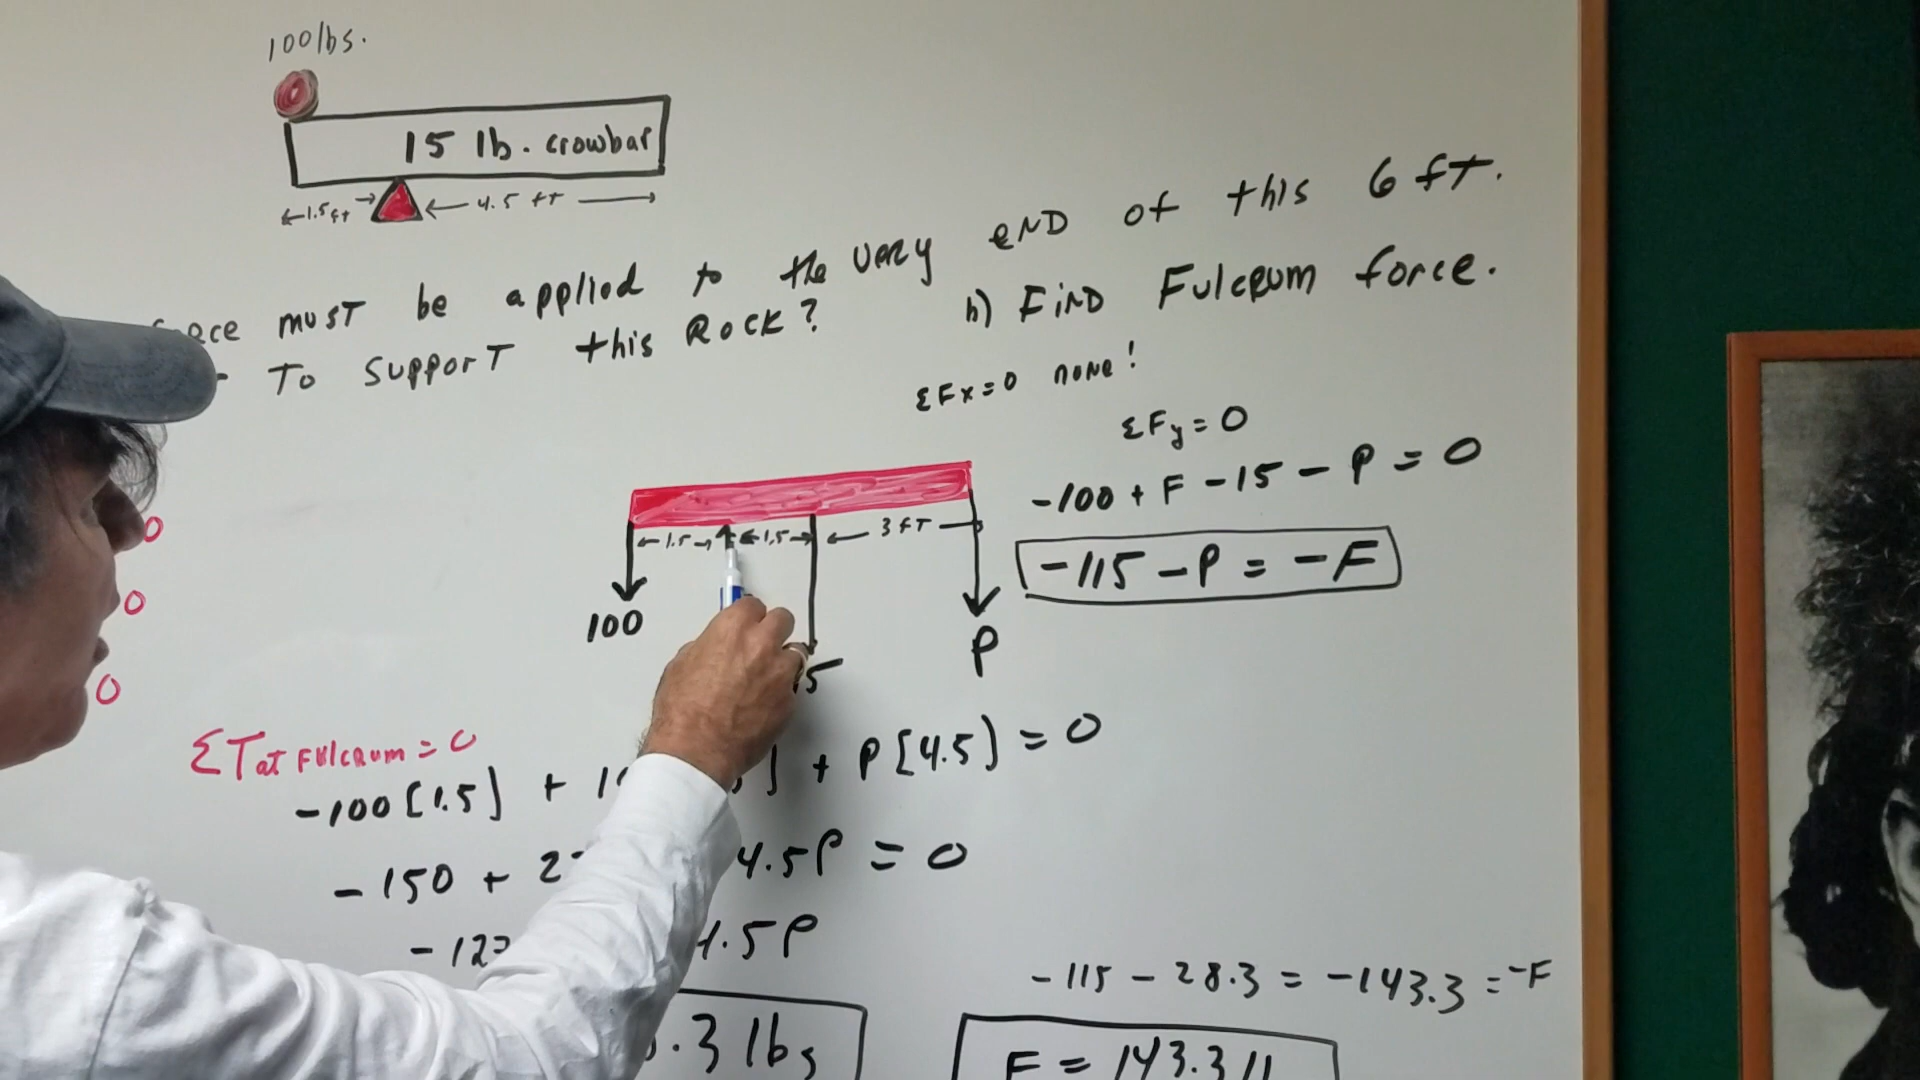 100 lbs.
15 lb. crowbar
1.5 ft 4.5 ft
must be applied to the very end of this 6 ft.
To support this Rock? b) Find Fulcrum force.
ΣFx=0 none!
ΣFy=0
-100 + F - 15 - P = 0
1.5 1.5 3 ft
-115 - P = -F
100
P
0
0
0
ΣT at Fulcrum = 0
-100 [1.5] + ] + P [4.5] = 0
-150 + 4.5P = 0
4.5P
-115 - 28.3 = -143.3 = -F
.3 lbs
F = 143.3